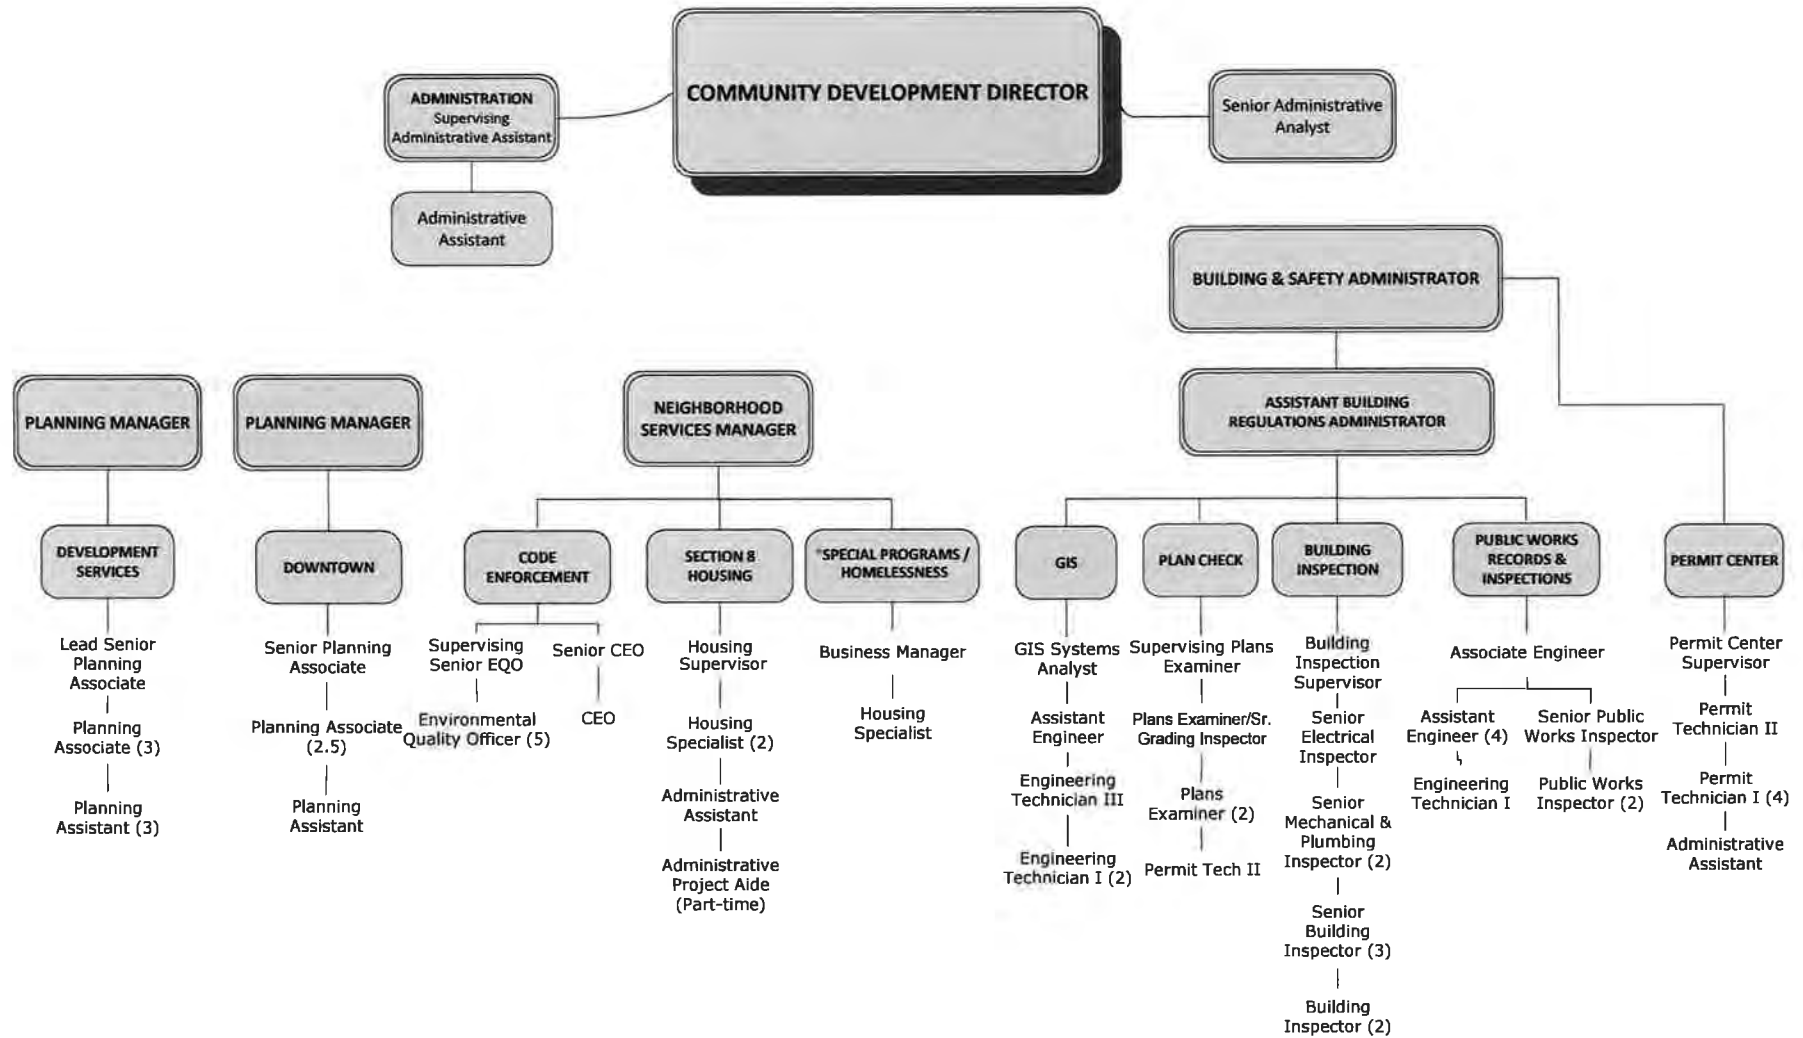 COMMUNITY DEVELOPMENT DIRECTOR
ADMINISTRATION
Supervising
Administrative Assistant
Senior Administrative
Analyst
Administrative
Assistant
BUILDING & SAFETY ADMINISTRATOR
ASSISTANT BUILDING
REGULATIONS ADMINISTRATOR
PLANNING MANAGER
DEVELOPMENT
SERVICES
Lead Senior
Planning
Associate
Planning
Associate (3)
Planning
Assistant (3)
PLANNING MANAGER
DOWNTOWN
Senior Planning
Associate
Planning Associate
(2.5)
Planning
Assistant
NEIGHBORHOOD
SERVICES MANAGER
CODE
ENFORCEMENT
Supervising
Senior EQO
Environmental
Quality Officer (5)
Senior CEO
CEO
SECTION 8
HOUSING
Housing
Supervisor
Housing
Specialist (2)
Administrative
Assistant
Administrative
Project Aide
(Part-time)
*SPECIAL PROGRAMS /
HOMELESSNESS
Business Manager
Housing
Specialist
GIS
GIS Systems
Analyst
Assistant
Engineer
Engineering
Technician III
Engineering
Technician I (2)
PLAN CHECK
Supervising Plans
Examiner
Plans Examiner/Sr.
Grading Inspector
Plans
Examiner (2)
Permit Tech II
BUILDING
INSPECTION
Building
Inspection
Supervisor
Senior
Electrical
Inspector
Senior
Mechanical &
Plumbing
Inspector (2)
Senior
Building
Inspector (3)
Building
Inspector (2)
PUBLIC WORKS
RECORDS &
INSPECTIONS
Associate Engineer
Assistant
Engineer (4)
Engineering
Technician I
Senior Public
Works Inspector
Public Works
Inspector (2)
PERMIT CENTER
Permit Center
Supervisor
Permit
Technician II
Permit
Technician I (4)
Administrative
Assistant